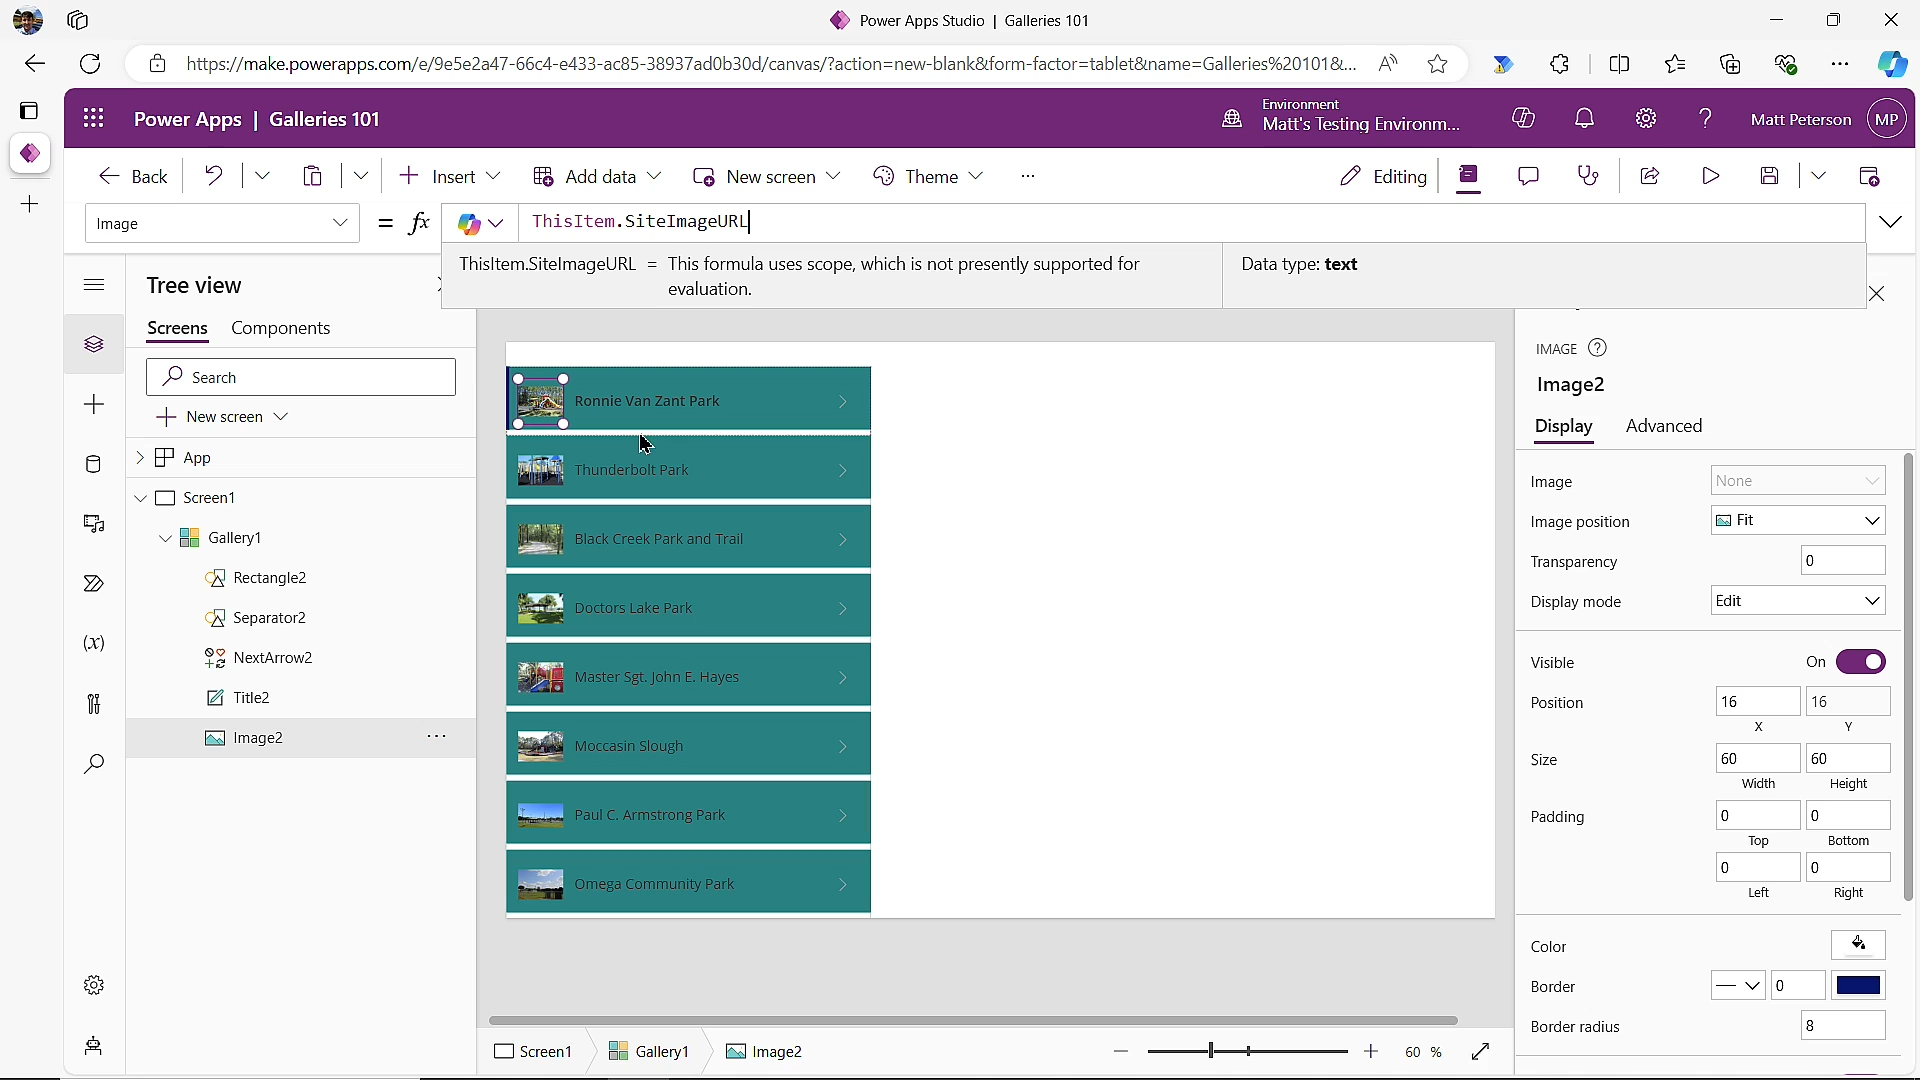 Power Apps Studio | Galleries 101
https://make.powerapps.com/e/9e5e2a47-66c4-e433-ac85-38937ad0b30d/canvas/?action=new-blank&form-factor=tablet&name=Galleries%20101&l...
Power Apps | Galleries 101
Environment
Matt's Testing Environm...
Matt Peterson
MP
Back
Insert
Add data
New screen
Theme
...
Editing
Image
= fx
ThisItem.SiteImageURL
ThisItem.SiteImageURL = This formula uses scope, which is not presently supported for
evaluation.
Data type: text
Tree view
Screens
Components
Search
New screen
App
Screen1
Gallery1
Rectangle2
Separator2
NextArrow2
Title2
Image2
...
Ronnie Van Zant Park
Thunderbolt Park
Black Creek Park and Trail
Doctors Lake Park
Master Sgt. John E. Hayes
Moccasin Slough
Paul C. Armstrong Park
Omega Community Park
IMAGE
Image2
Display
Advanced
Image
None
Image position
Fit
Transparency
0
Display mode
Edit
Visible
On
Position
16
16
X
Y
Size
60
60
Width
Height
Padding
0
0
Top
Bottom
0
0
Left
Right
Color
Border
0
Border radius
8
Screen1
Gallery1
Image2
60 %